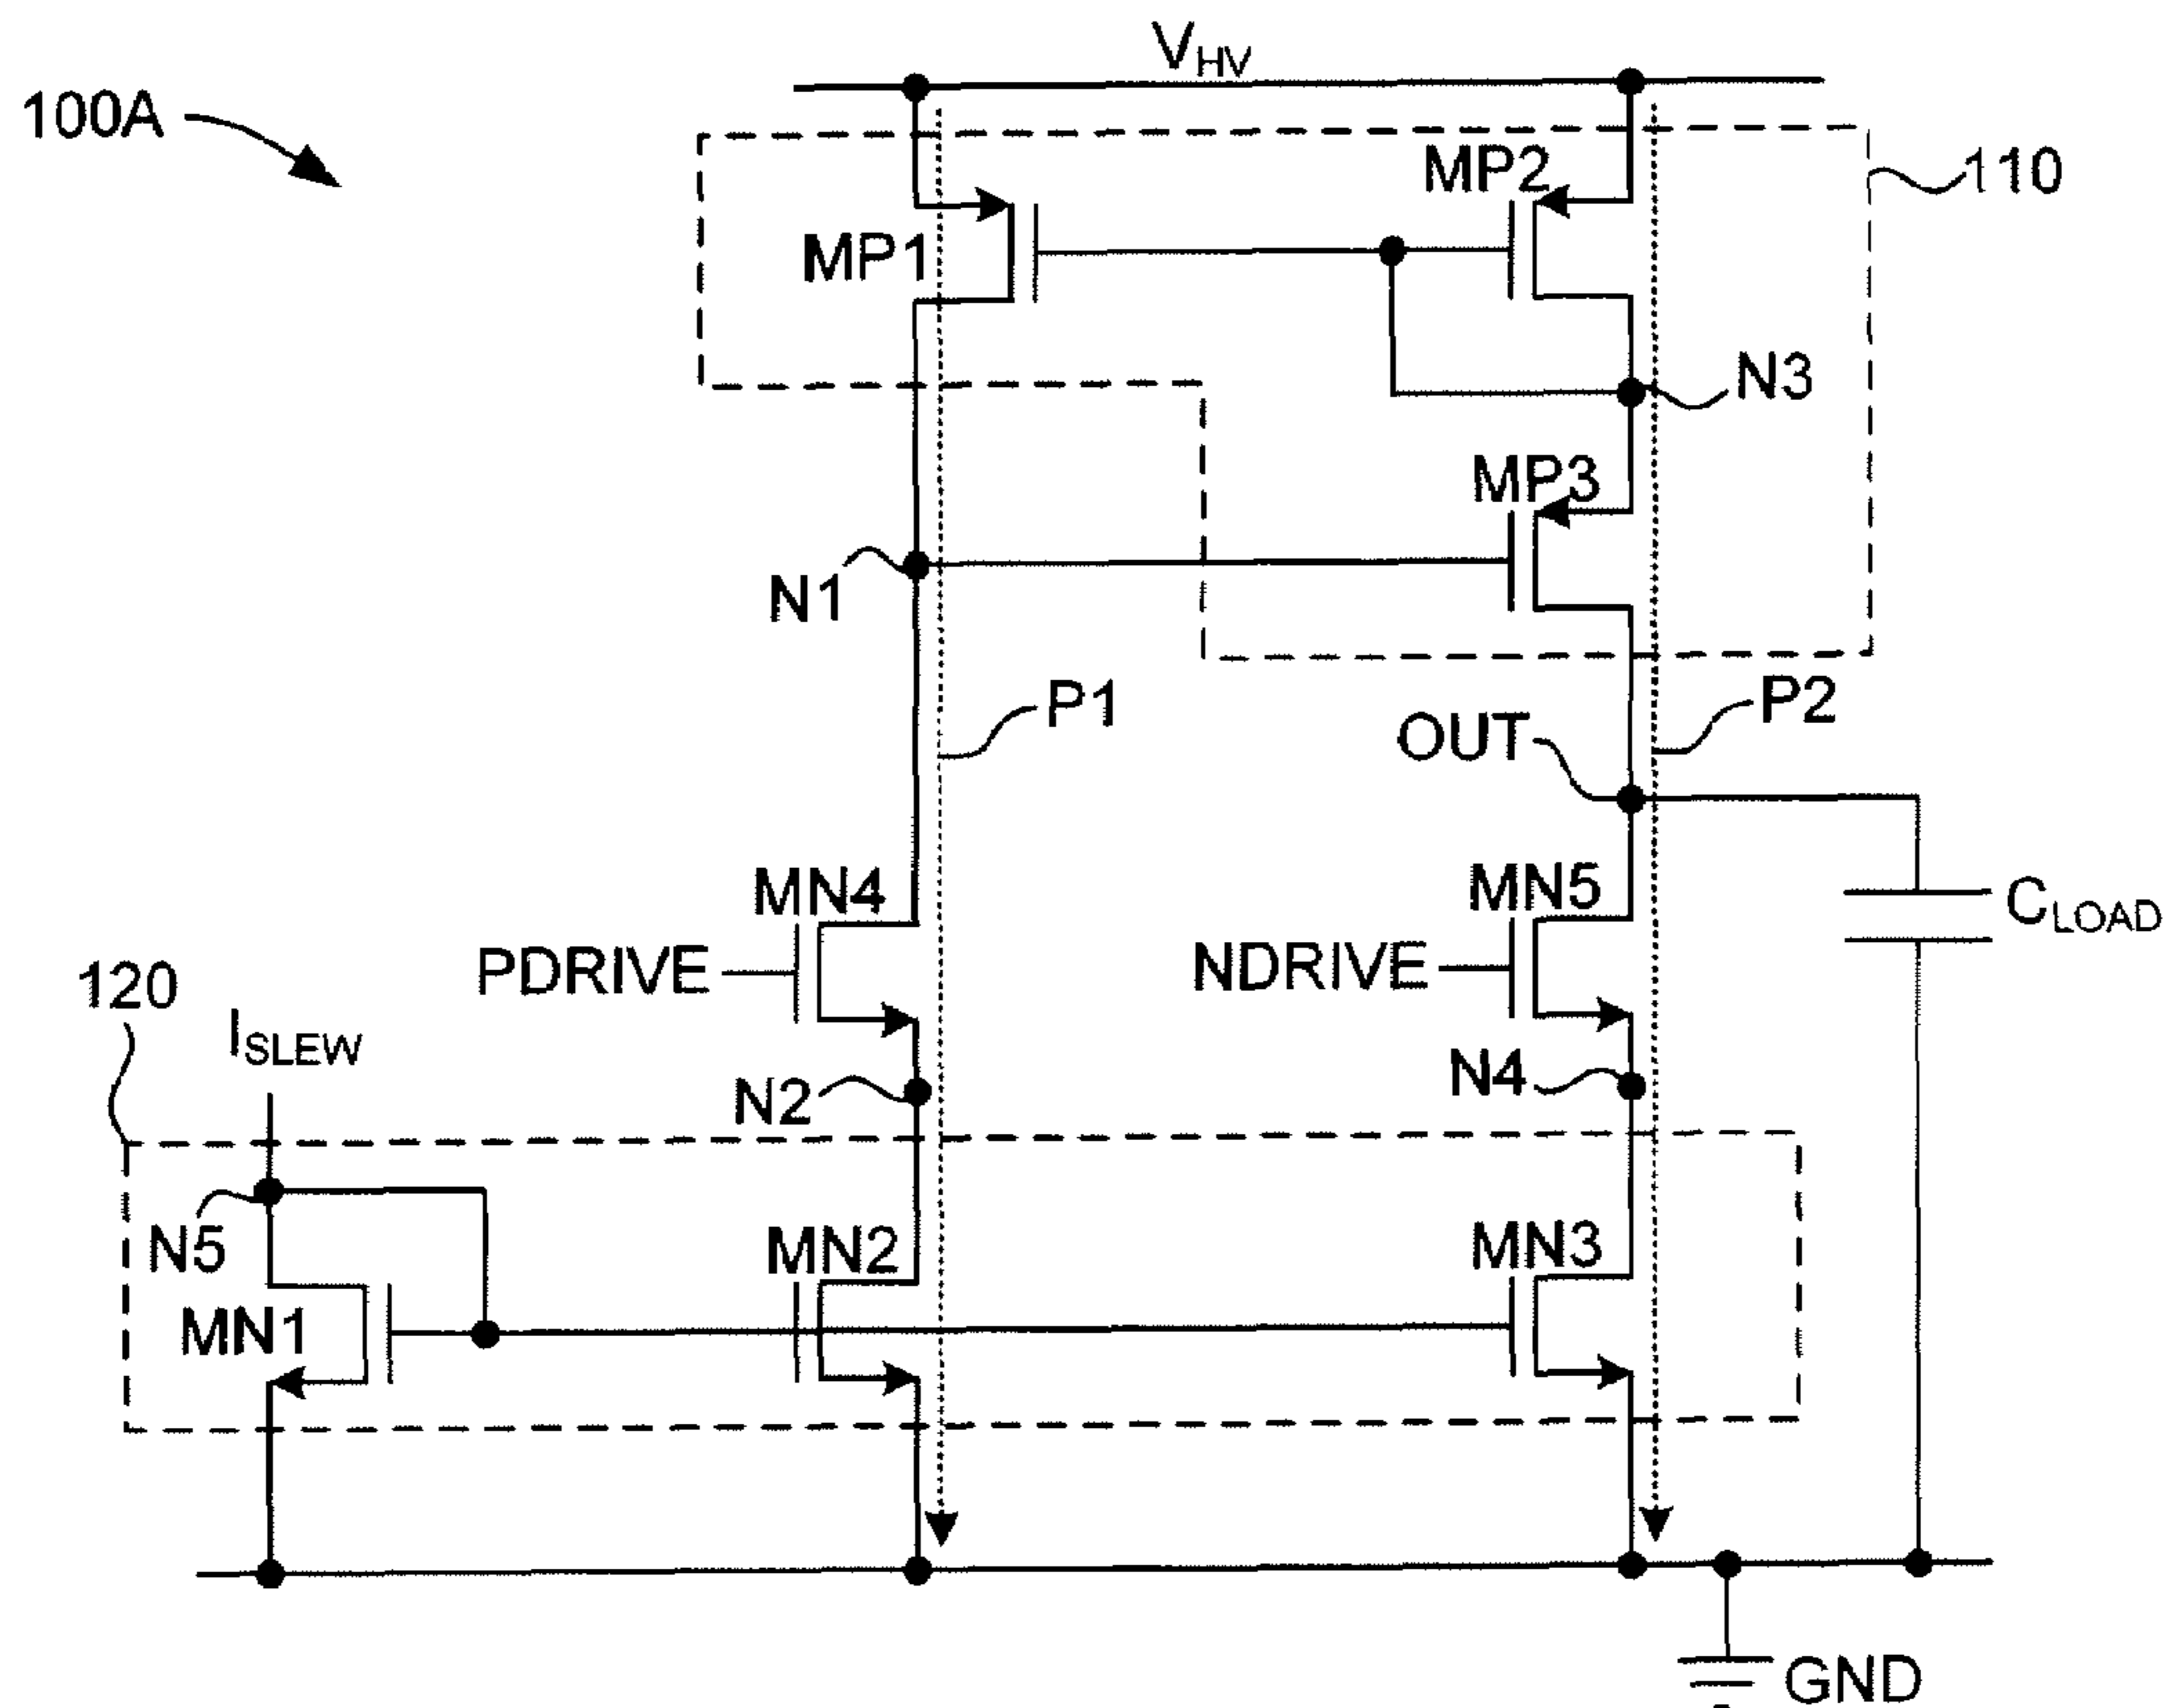 V_HV
100A
MP2
110
MP1
N3
MP3
N1
P1
P2
OUT
MN4
MN5
C_LOAD
PDRIVE
NDRIVE
120
I_SLEW
N2
N4
N5
MN2
MN3
MN1
GND